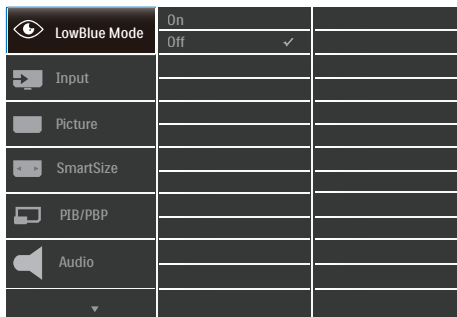 LowBlue Mode
On
Off
Input
Picture
SmartSize
PIB/PBP
Audio